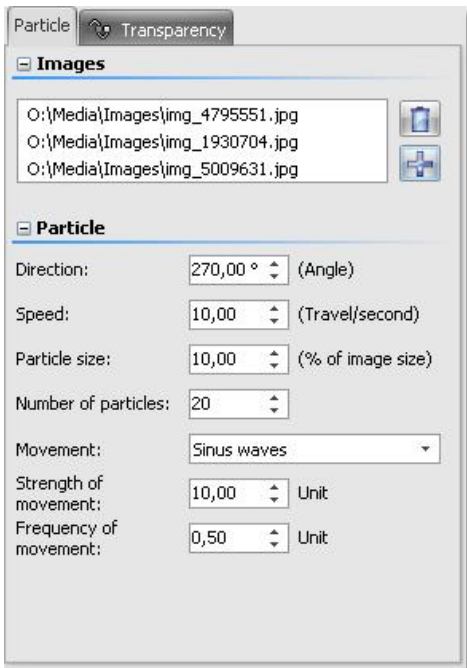 Particle Transparency
Images
O:\Media\Images\img_4795551.jpg
O:\Media\Images\img_1930704.jpg
O:\Media\Images\img_5009631.jpg
Particle
Direction: 270,00 ° (Angle)
Speed: 10,00 (Travel/second)
Particle size: 10,00 (% of image size)
Number of particles: 20
Movement: Sinus waves
Strength of
movement: 10,00 Unit
Frequency of
movement: 0,50 Unit